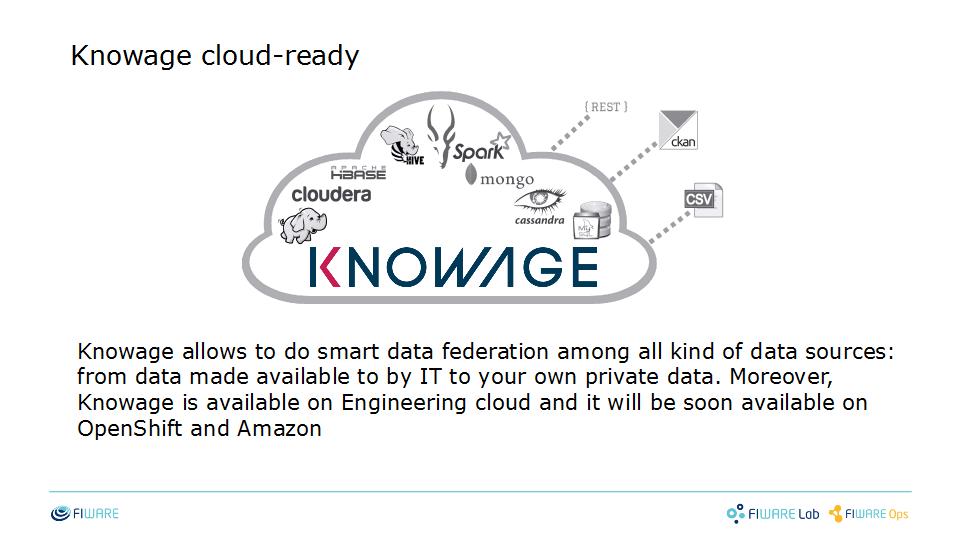 Knowage cloud-ready
{ REST }
ckan
HIVE
Spark
APACHE
HBASE
mongo
cloudera
CSV
cassandra
My
SQL
KNOWAGE
Knowage allows to do smart data federation among all kind of data sources:
from data made available to by IT to your own private data. Moreover,
Knowage is available on Engineering cloud and it will be soon available on
OpenShift and Amazon
FIWARE
FIWARE Lab
FIWARE Ops